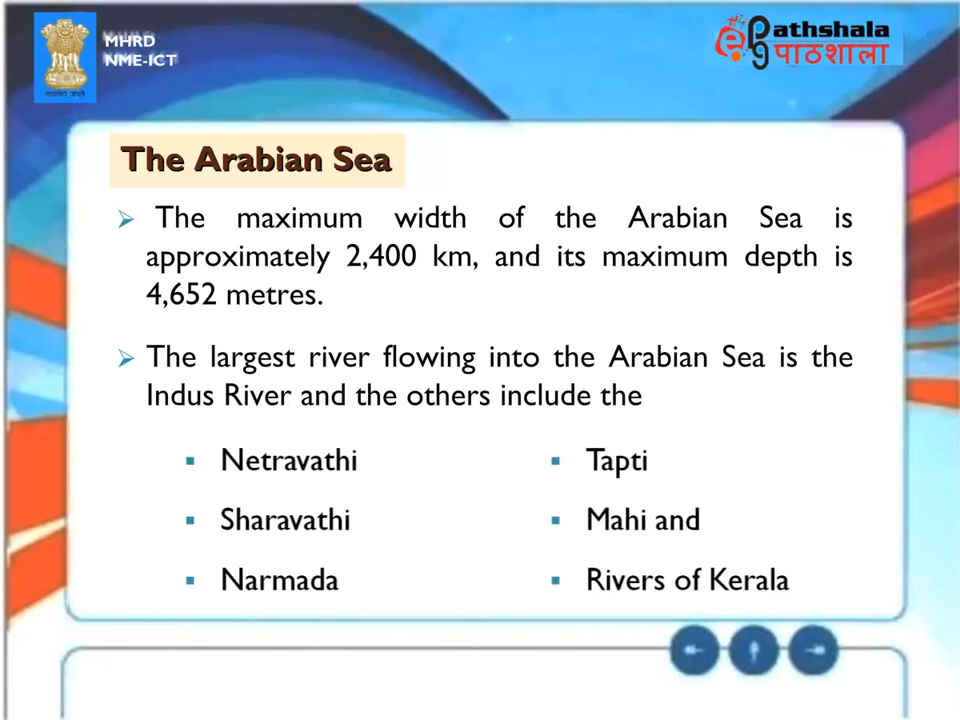 MHRD
NME-ICT
ePG Pathshala
पाठशाला
The Arabian Sea
The maximum width of the Arabian Sea is
approximately 2,400 km, and its maximum depth is
4,652 metres.
The largest river flowing into the Arabian Sea is the
Indus River and the others include the
Netravathi
Tapti
Sharavathi
Mahi and
Narmada
Rivers of Kerala